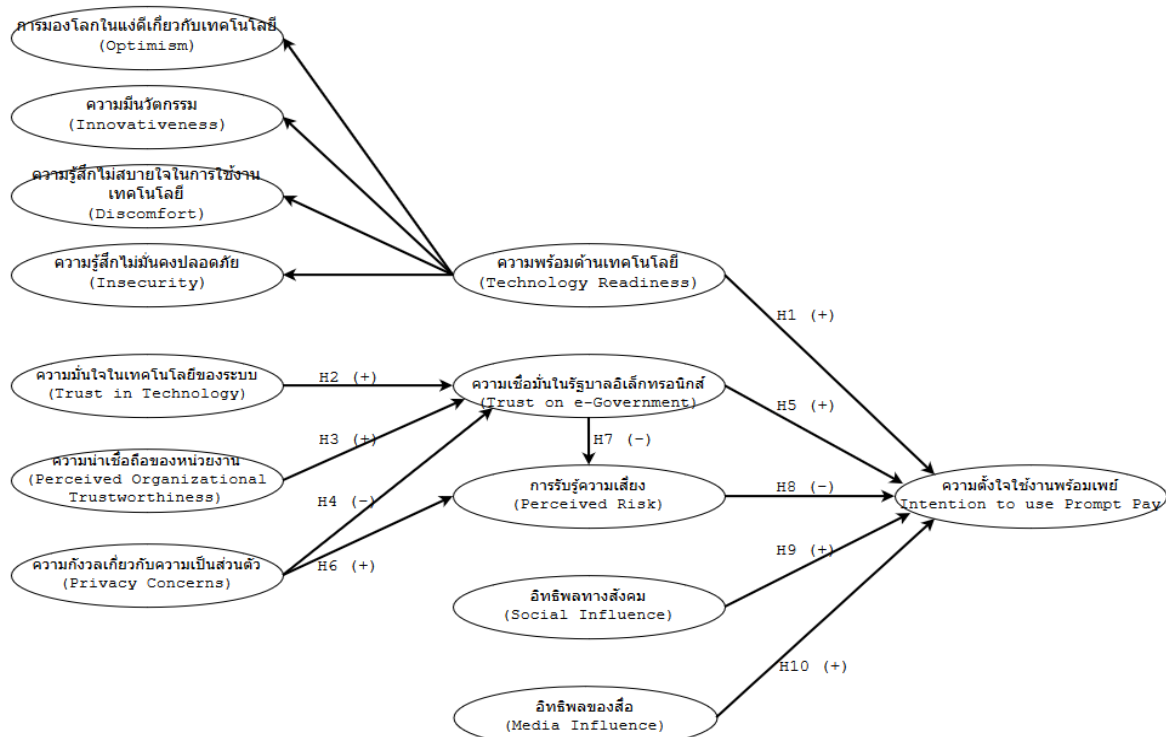 การมองโลกในแง่ดีเกี่ยวกับเทคโนโลยี
(Optimism)
ความมีนวัตกรรม
(Innovativeness)
ความรู้สึกไม่สบายใจในการใช้งาน
เทคโนโลยี
(Discomfort)
ความรู้สึกไม่มั่นคงปลอดภัย
(Insecurity)
ความพร้อมด้านเทคโนโลยี
(Technology Readiness)
H1 (+)
ความมั่นใจในเทคโนโลยีของระบบ
(Trust in Technology)
H2 (+)
ความเชื่อมั่นในรัฐบาลอิเล็กทรอนิกส์
(Trust on e-Government)
H5 (+)
H3 (+)
H7 (-)
ความน่าเชื่อถือของหน่วยงาน
(Perceived Organizational
Trustworthiness)
H4 (-)
การรับรู้ความเสี่ยง
(Perceived Risk)
H8 (-)
ความตั้งใจใช้งานพร้อมเพย์
Intention to use Prompt Pay
ความกังวลเกี่ยวกับความเป็นส่วนตัว
(Privacy Concerns)
H6 (+)
H9 (+)
อิทธิพลทางสังคม
(Social Influence)
H10 (+)
อิทธิพลของสื่อ
(Media Influence)